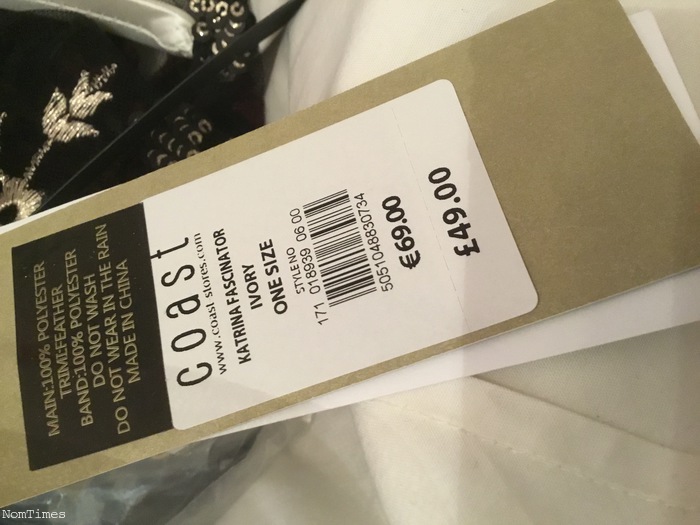 MAIN:100% POLYESTER
TRIM:FEATHER
BAND:100% POLYESTER
DO NOT WASH
DO NOT WEAR IN THE RAIN
MADE IN CHINA
coast
www.coast stores.com
KATRINA FASCINATOR
IVORY
ONE SIZE
STYLE NO
171 018939 06 00
5051048830734
€69.00
£49.00
NomTimes